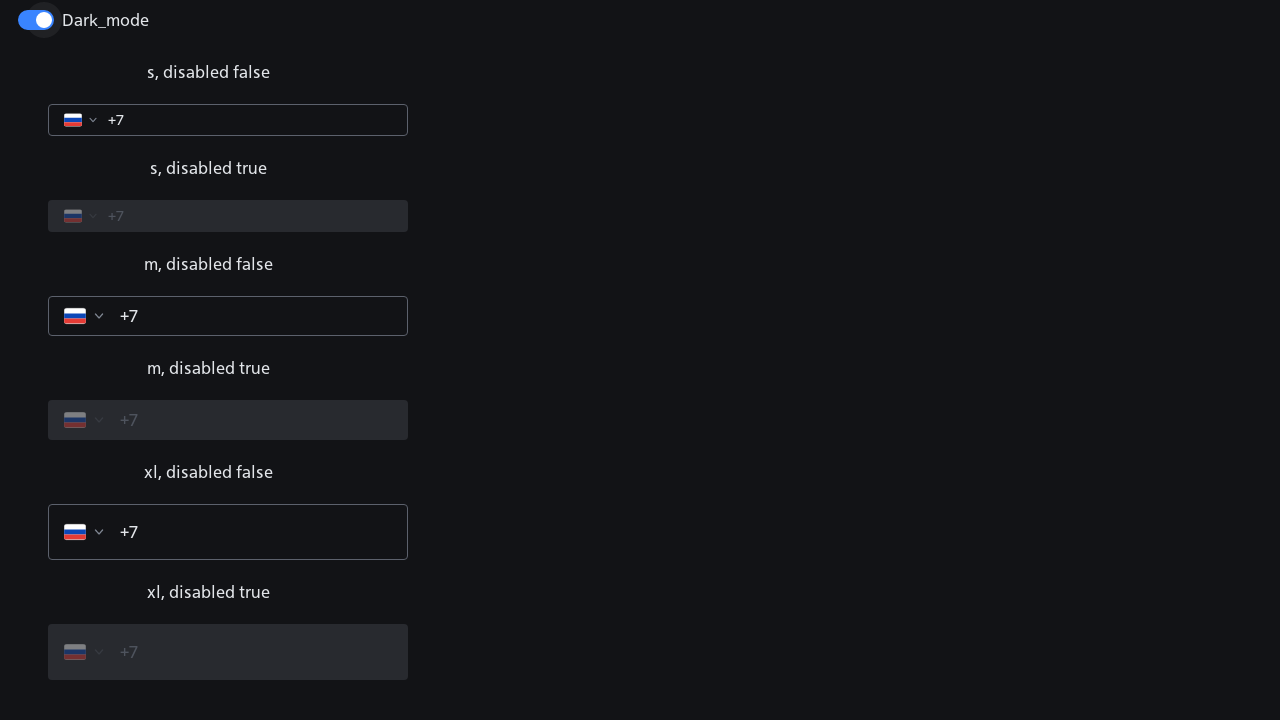 Dark_mode
s, disabled false
+7
s, disabled true
+7
m, disabled false
+7
m, disabled true
+7
xl, disabled false
+7
xl, disabled true
+7